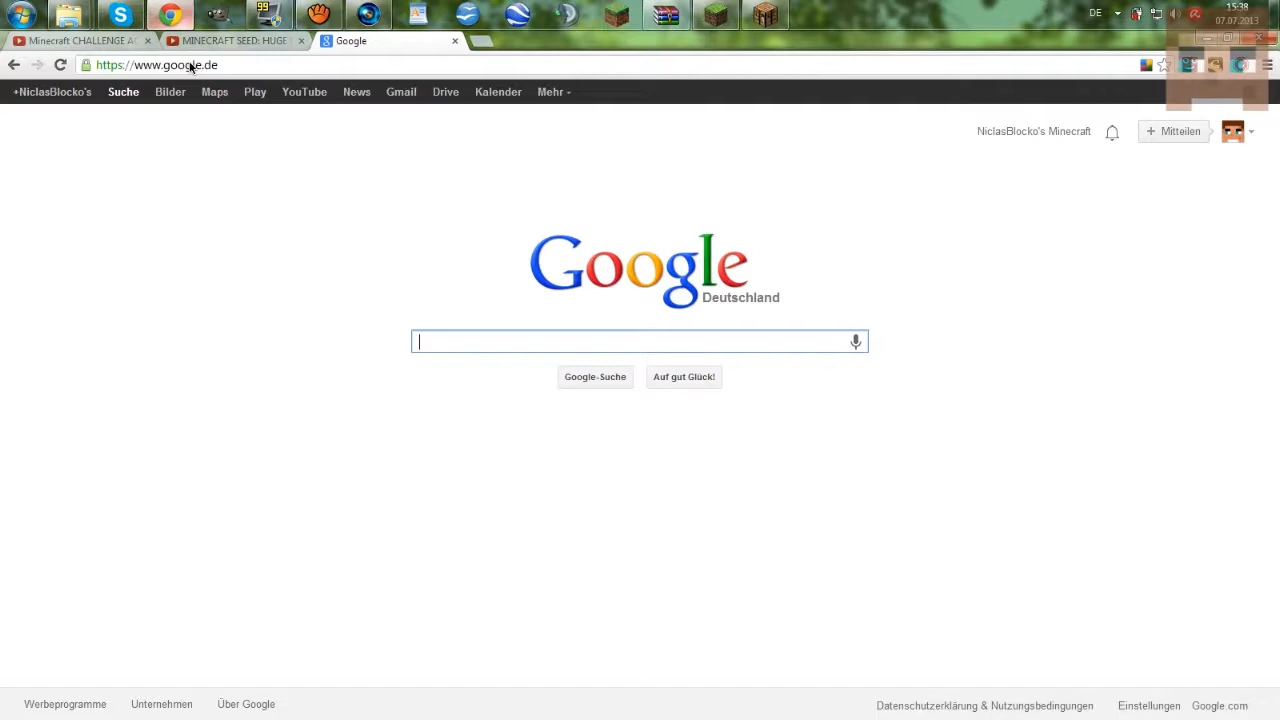 99
DE
15:38
07.07.2013
Minecraft CHALLENGE AC
MINECRAFT SEED: HUGE
Google
https://www.google.de
+NiclasBlocko's Suche Bilder Maps Play YouTube News Gmail Drive Kalender Mehr
NiclasBlocko's Minecraft
+ Mitteilen
Google
Deutschland
Google-Suche Auf gut Glück!
Werbeprogramme Unternehmen Über Google Datenschutzerklärung & Nutzungsbedingungen Einstellungen Google.com